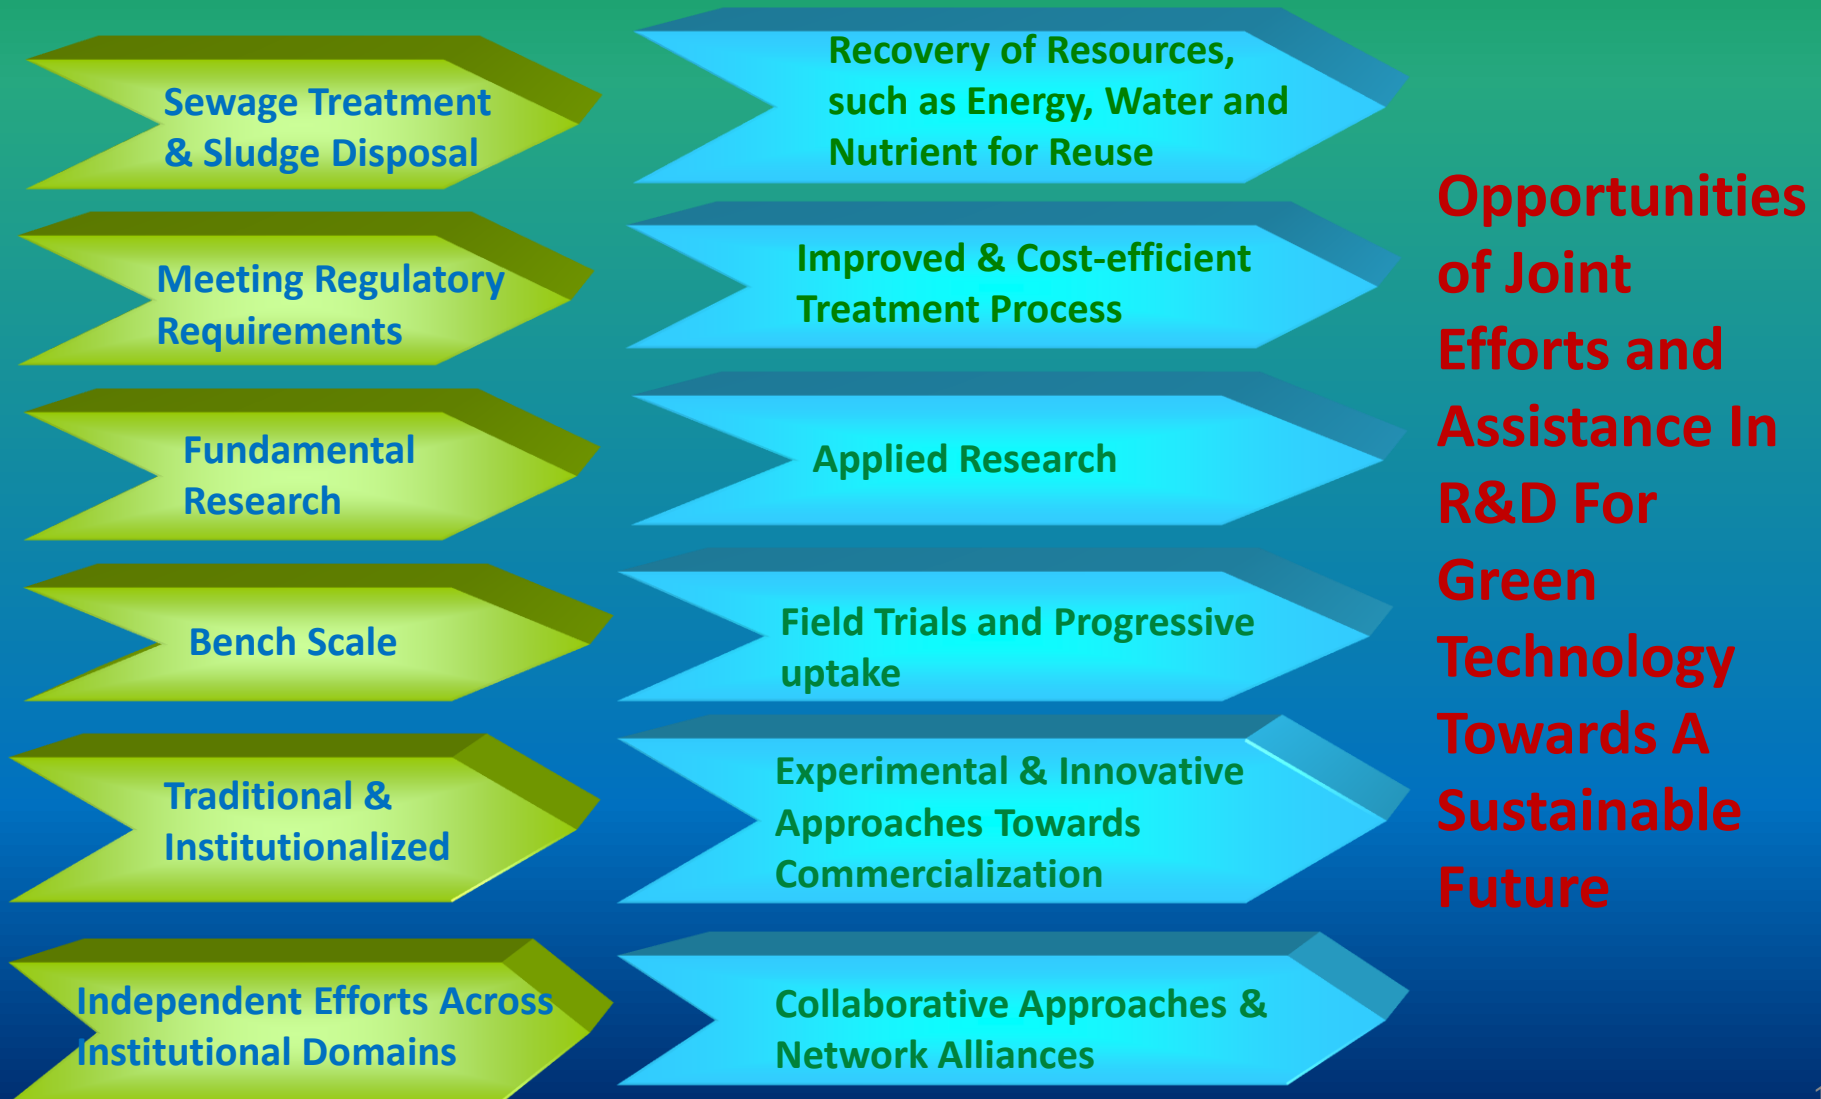 Sewage Treatment
& Sludge Disposal
Recovery of Resources,
such as Energy, Water and
Nutrient for Reuse
Meeting Regulatory
Requirements
Improved & Cost-efficient
Treatment Process
Fundamental
Research
Applied Research
Bench Scale
Field Trials and Progressive
uptake
Traditional &
Institutionalized
Experimental & Innovative
Approaches Towards
Commercialization
Independent Efforts Across
Institutional Domains
Collaborative Approaches &
Network Alliances
Opportunities
of Joint
Efforts and
Assistance In
R&D For
Green
Technology
Towards A
Sustainable
Future